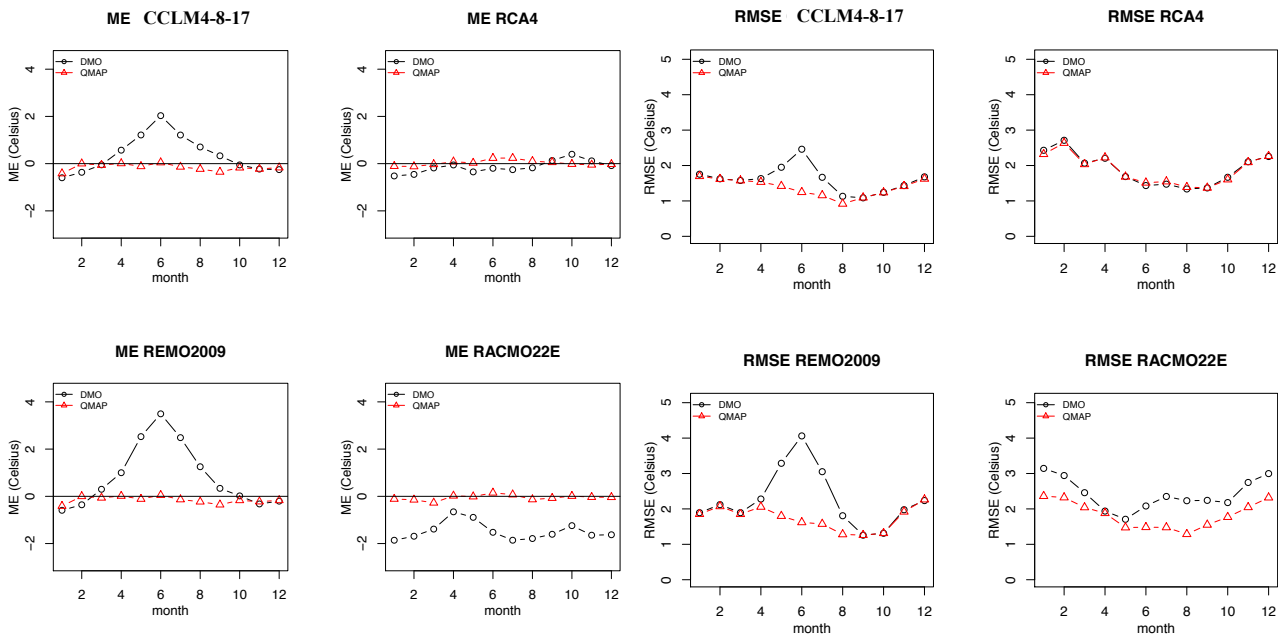 ME CCLM4-8-17
DMO
QMAP
ME (Celsius)
4
2
0
−2
2 4 6 8 10 12
month
ME RCA4
DMO
QMAP
ME (Celsius)
4
2
0
−2
2 4 6 8 10 12
month
RMSE CCLM4-8-17
DMO
QMAP
RMSE (Celsius)
5
4
3
2
1
0
2 4 6 8 10 12
month
RMSE RCA4
DMO
QMAP
RMSE (Celsius)
5
4
3
2
1
0
2 4 6 8 10 12
month
ME REMO2009
DMO
QMAP
ME (Celsius)
4
2
0
−2
2 4 6 8 10 12
month
ME RACMO22E
DMO
QMAP
ME (Celsius)
4
2
0
−2
2 4 6 8 10 12
month
RMSE REMO2009
DMO
QMAP
RMSE (Celsius)
5
4
3
2
1
0
2 4 6 8 10 12
month
RMSE RACMO22E
DMO
QMAP
RMSE (Celsius)
5
4
3
2
1
0
2 4 6 8 10 12
month